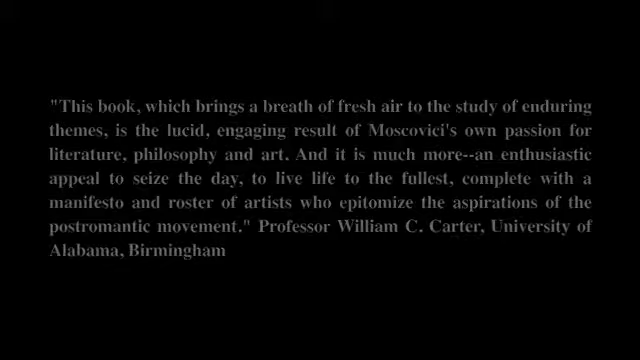 "This book, which brings a breath of fresh air to the study of enduring
themes, is the lucid, engaging result of Moscovici's own passion for
literature, philosophy and art. And it is much more--an enthusiastic
appeal to seize the day, to live life to the fullest, complete with a
manifesto and roster of artists who epitomize the aspirations of the
postromantic movement." Professor William C. Carter, University of
Alabama, Birmingham